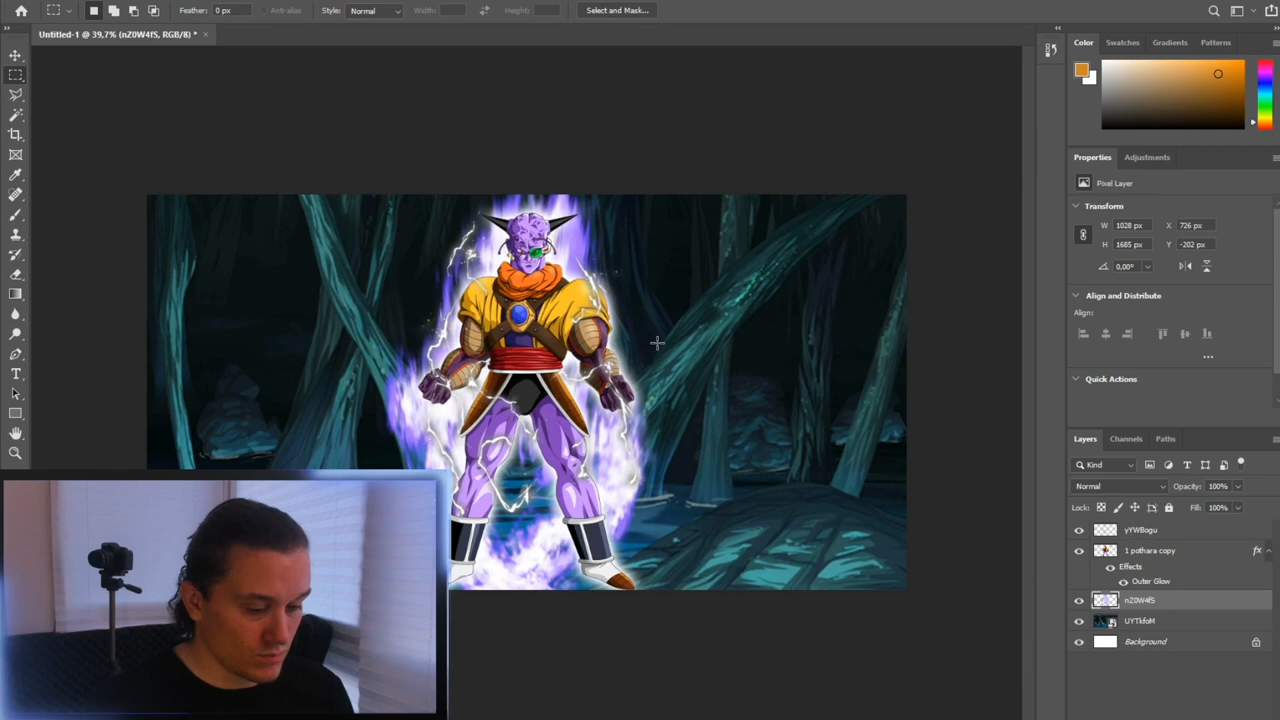 Feather: 0 px Anti-alias Style: Normal Width: Height: Select and Mask...
Untitled-1 @ 39,7% (nZ0W4fS, RGB/8) * ×
Color Swatches Gradients Patterns
Properties Adjustments
Pixel Layer
Transform
W 1028 px X 726 px
H 1685 px Y -202 px
0,00°
Align and Distribute
Align:
Quick Actions
Layers Channels Paths
Kind
Normal Opacity: 100%
Lock: Fill: 100%
yYWBogu
1 pothara copy fx
Effects
Outer Glow
nZ0W4fS
UYTkfoM
Background